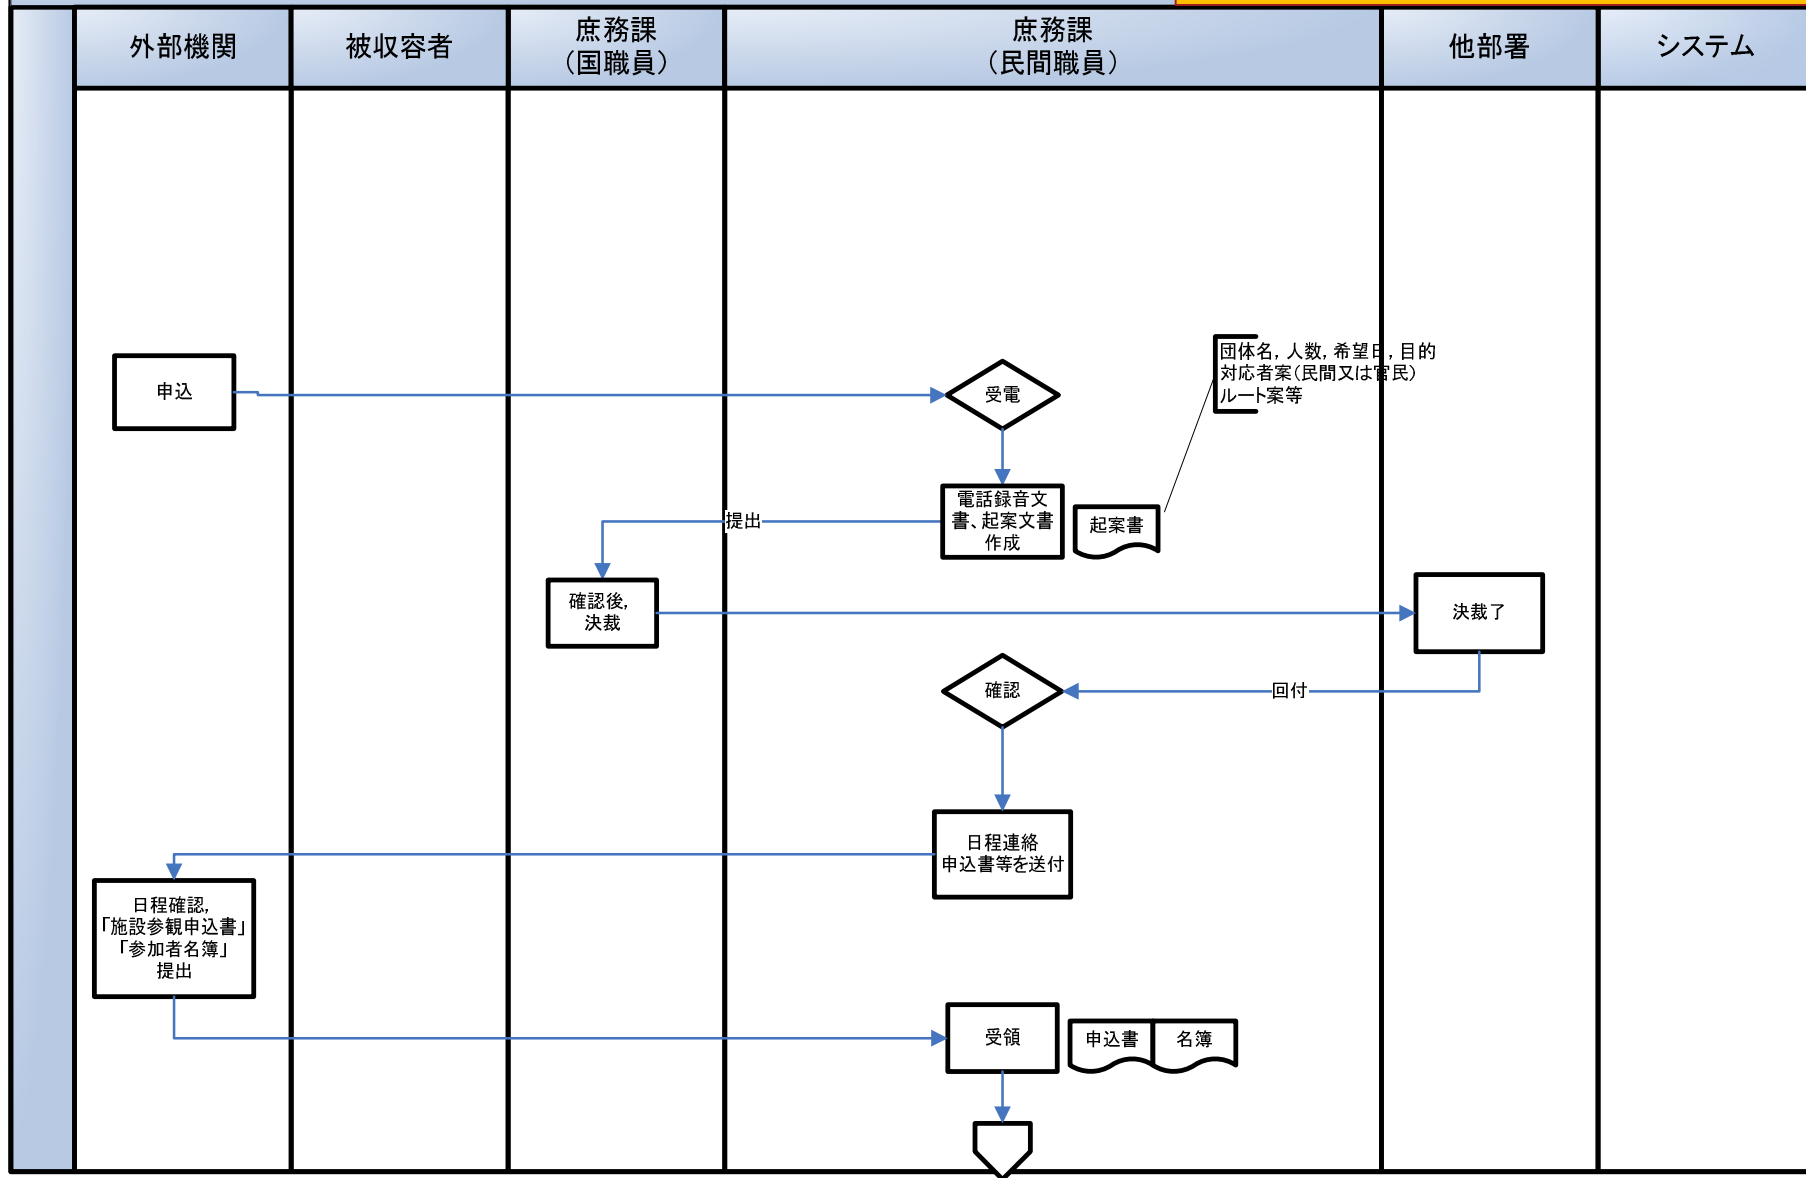 外部機関
被収容者
庶務課
（国職員）
庶務課
（民間職員）
他部署
システム
申込
受電
団体名，人数，希望日，目的
対応者案（民間又は官民）
ルート案等
電話録音文
書、起案文書
作成
起案書
提出
確認後，
決裁
決裁了
確認
回付
日程連絡
申込書等を送付
日程確認，
「施設参観申込書」
「参加者名簿」
提出
受領
申込書
名簿